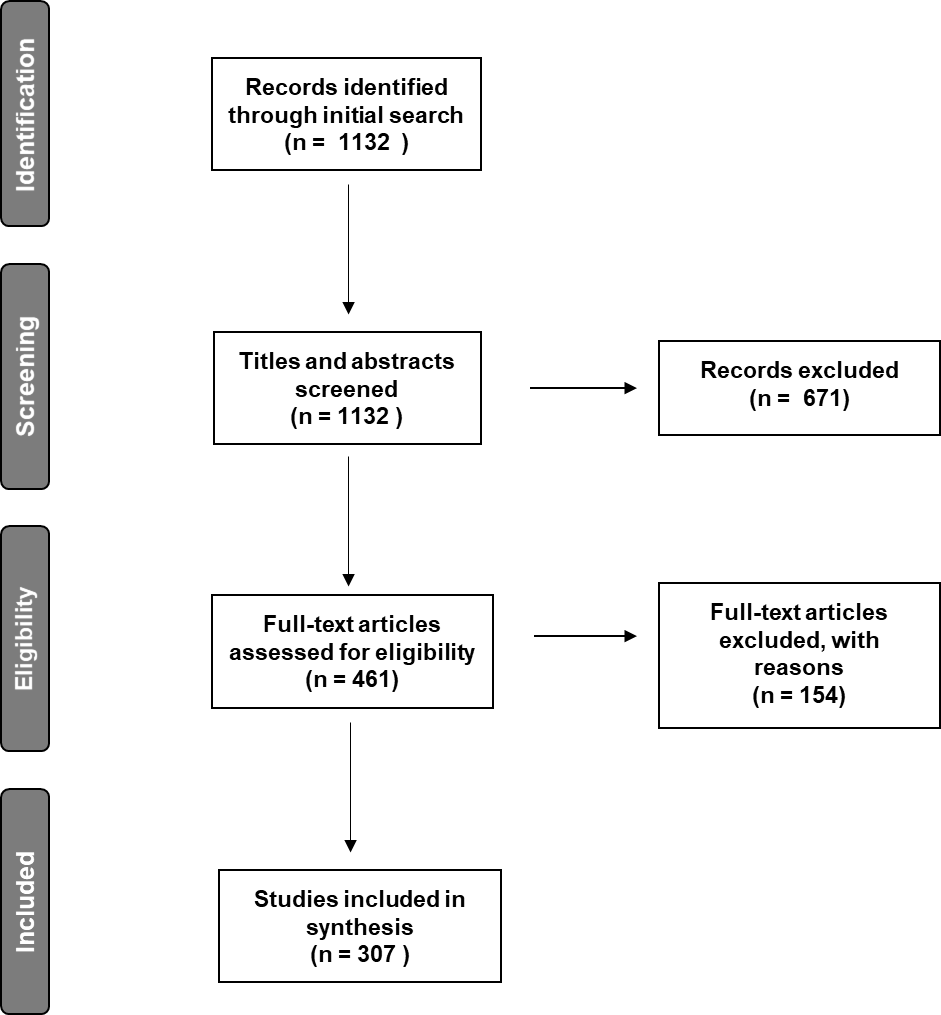 Identification
Records identified
through initial search
(n =  1132  )
Screening
Titles and abstracts
screened
(n = 1132 )
Records excluded
(n =  671)
Eligibility
Full-text articles
assessed for eligibility
(n = 461)
Full-text articles
excluded, with
reasons
(n = 154)
Included
Studies included in
synthesis
(n = 307 )